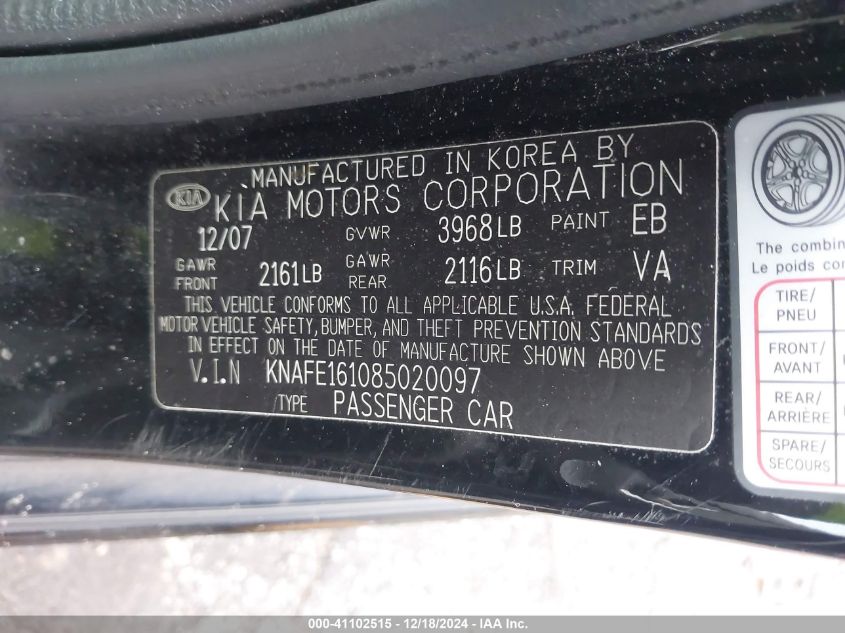 MANUFACTURED IN KOREA BY
KIA KIA MOTORS CORPORATION
12/07 GVWR 3968LB PAINT EB
GAWR FRONT 2161LB GAWR REAR 2116LB TRIM VA
THIS VEHICLE CONFORMS TO ALL APPLICABLE U.S.A. FEDERAL
MOTOR VEHICLE SAFETY, BUMPER, AND THEFT PREVENTION STANDARDS
IN EFFECT ON THE DATE OF MANUFACTURE SHOWN ABOVE
V.I.N KNAFE161085020097
TYPE PASSENGER CAR
The combin
Le poids co
TIRE/
PNEU
FRONT/
AVANT
REAR/
ARRIÈRE
SPARE/
SECOURS
000-41102515 - 12/18/2024 - IAA Inc.